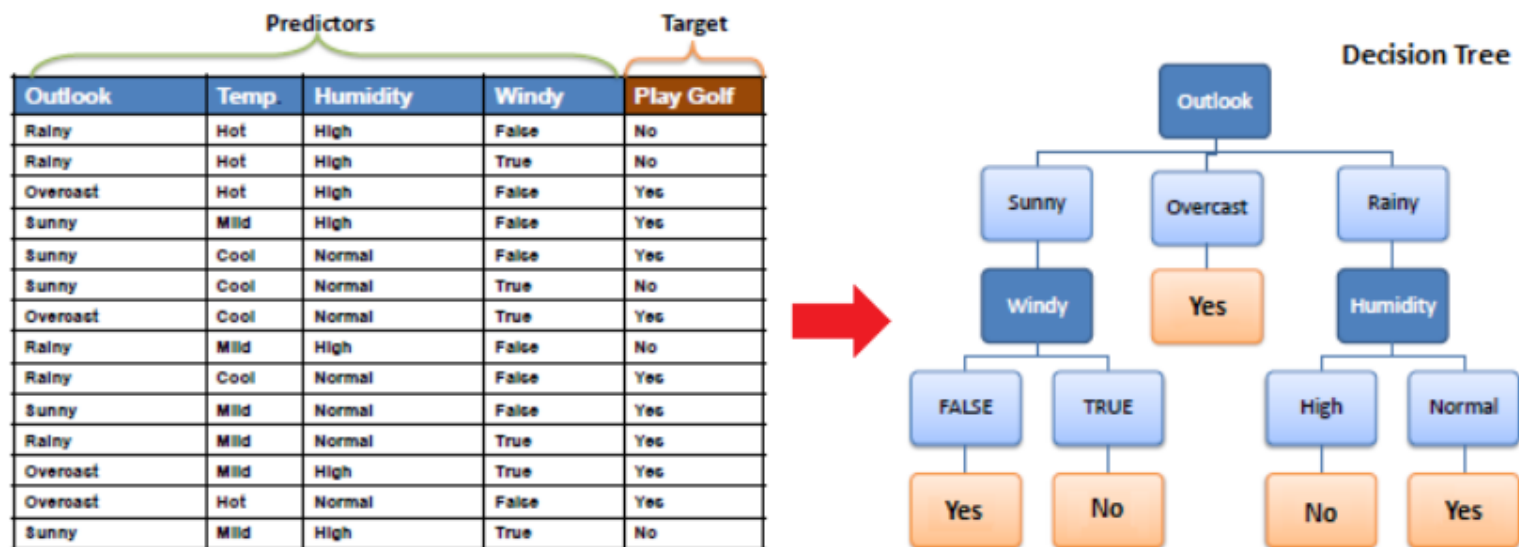 Predictors Target
Decision Tree
Outlook Temp. Humidity Windy Play Golf
Rainy Hot High False No
Rainy Hot High True No
Overcast Hot High False Yes
Sunny Mild High False Yes
Sunny Cool Normal False Yes
Sunny Cool Normal True No
Overcast Cool Normal True Yes
Rainy Mild High False No
Rainy Cool Normal False Yes
Sunny Mild Normal False Yes
Rainy Mild Normal True Yes
Overcast Mild High True Yes
Overcast Hot Normal False Yes
Sunny Mild High True No
Outlook
Sunny Overcast Rainy
Windy Yes Humidity
FALSE TRUE High Normal
Yes No No Yes